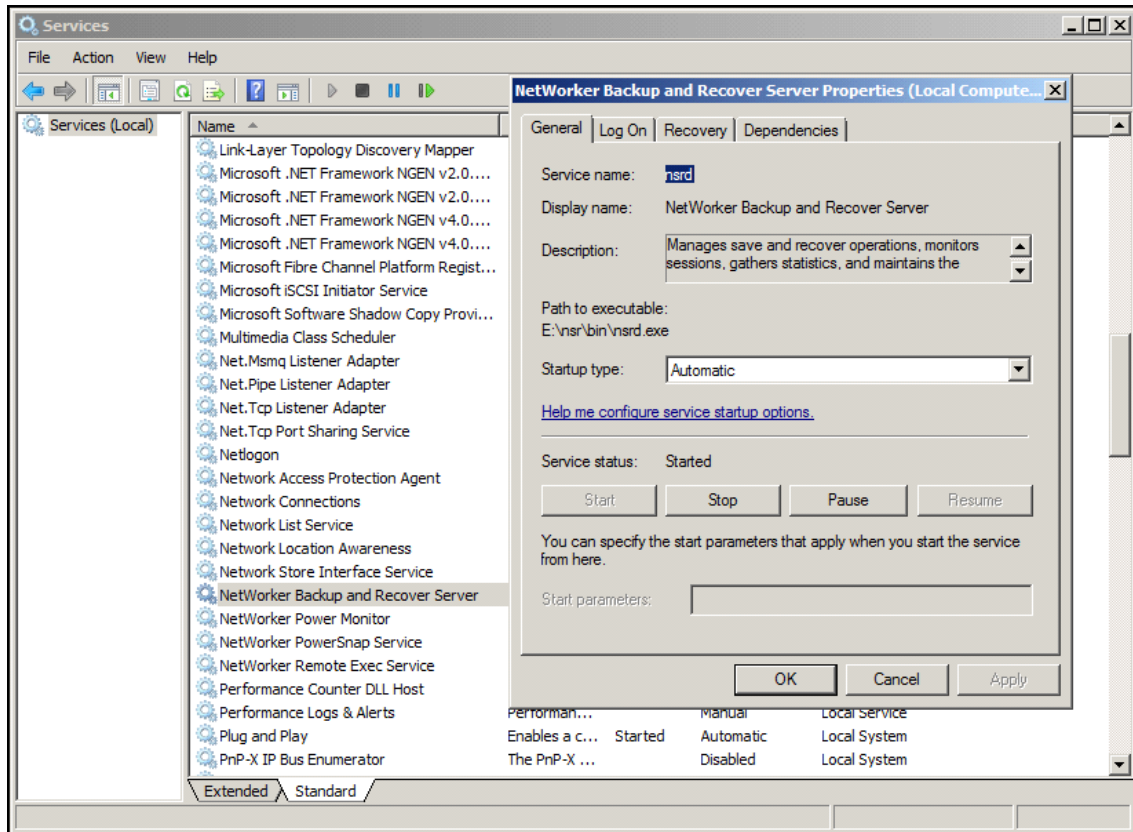 Services
File Action View Help
Services (Local)
Name
Link-Layer Topology Discovery Mapper
Microsoft .NET Framework NGEN v2.0....
Microsoft .NET Framework NGEN v2.0....
Microsoft .NET Framework NGEN v4.0....
Microsoft .NET Framework NGEN v4.0....
Microsoft Fibre Channel Platform Regist...
Microsoft iSCSI Initiator Service
Microsoft Software Shadow Copy Provi...
Multimedia Class Scheduler
Net.Msmq Listener Adapter
Net.Pipe Listener Adapter
Net.Tcp Listener Adapter
Net.Tcp Port Sharing Service
Netlogon
Network Access Protection Agent
Network Connections
Network List Service
Network Location Awareness
Network Store Interface Service
NetWorker Backup and Recover Server
NetWorker Power Monitor
NetWorker PowerSnap Service
NetWorker Remote Exec Service
Performance Counter DLL Host
Performance Logs & Alerts Performan... Manual Local Service
Plug and Play Enables a c... Started Automatic Local System
PnP-X IP Bus Enumerator The PnP-X ... Disabled Local System
Extended Standard
NetWorker Backup and Recover Server Properties (Local Compute...
General Log On Recovery Dependencies
Service name: nsrd
Display name: NetWorker Backup and Recover Server
Description: Manages save and recover operations, monitors
sessions, gathers statistics, and maintains the
Path to executable:
E:\nsr\bin\nsrd.exe
Startup type: Automatic
Help me configure service startup options.
Service status: Started
Start Stop Pause Resume
You can specify the start parameters that apply when you start the service
from here.
Start parameters:
OK Cancel Apply